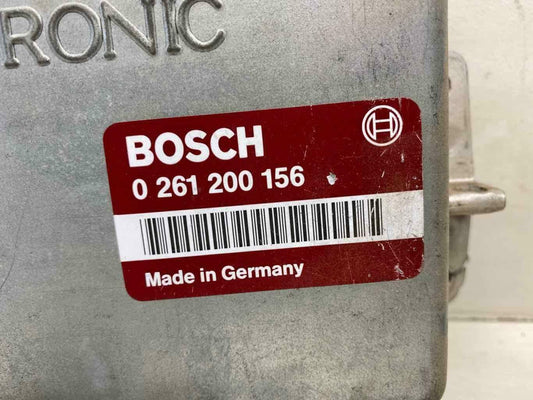 RONIC
BOSCH
0 261 200 156
Made in Germany